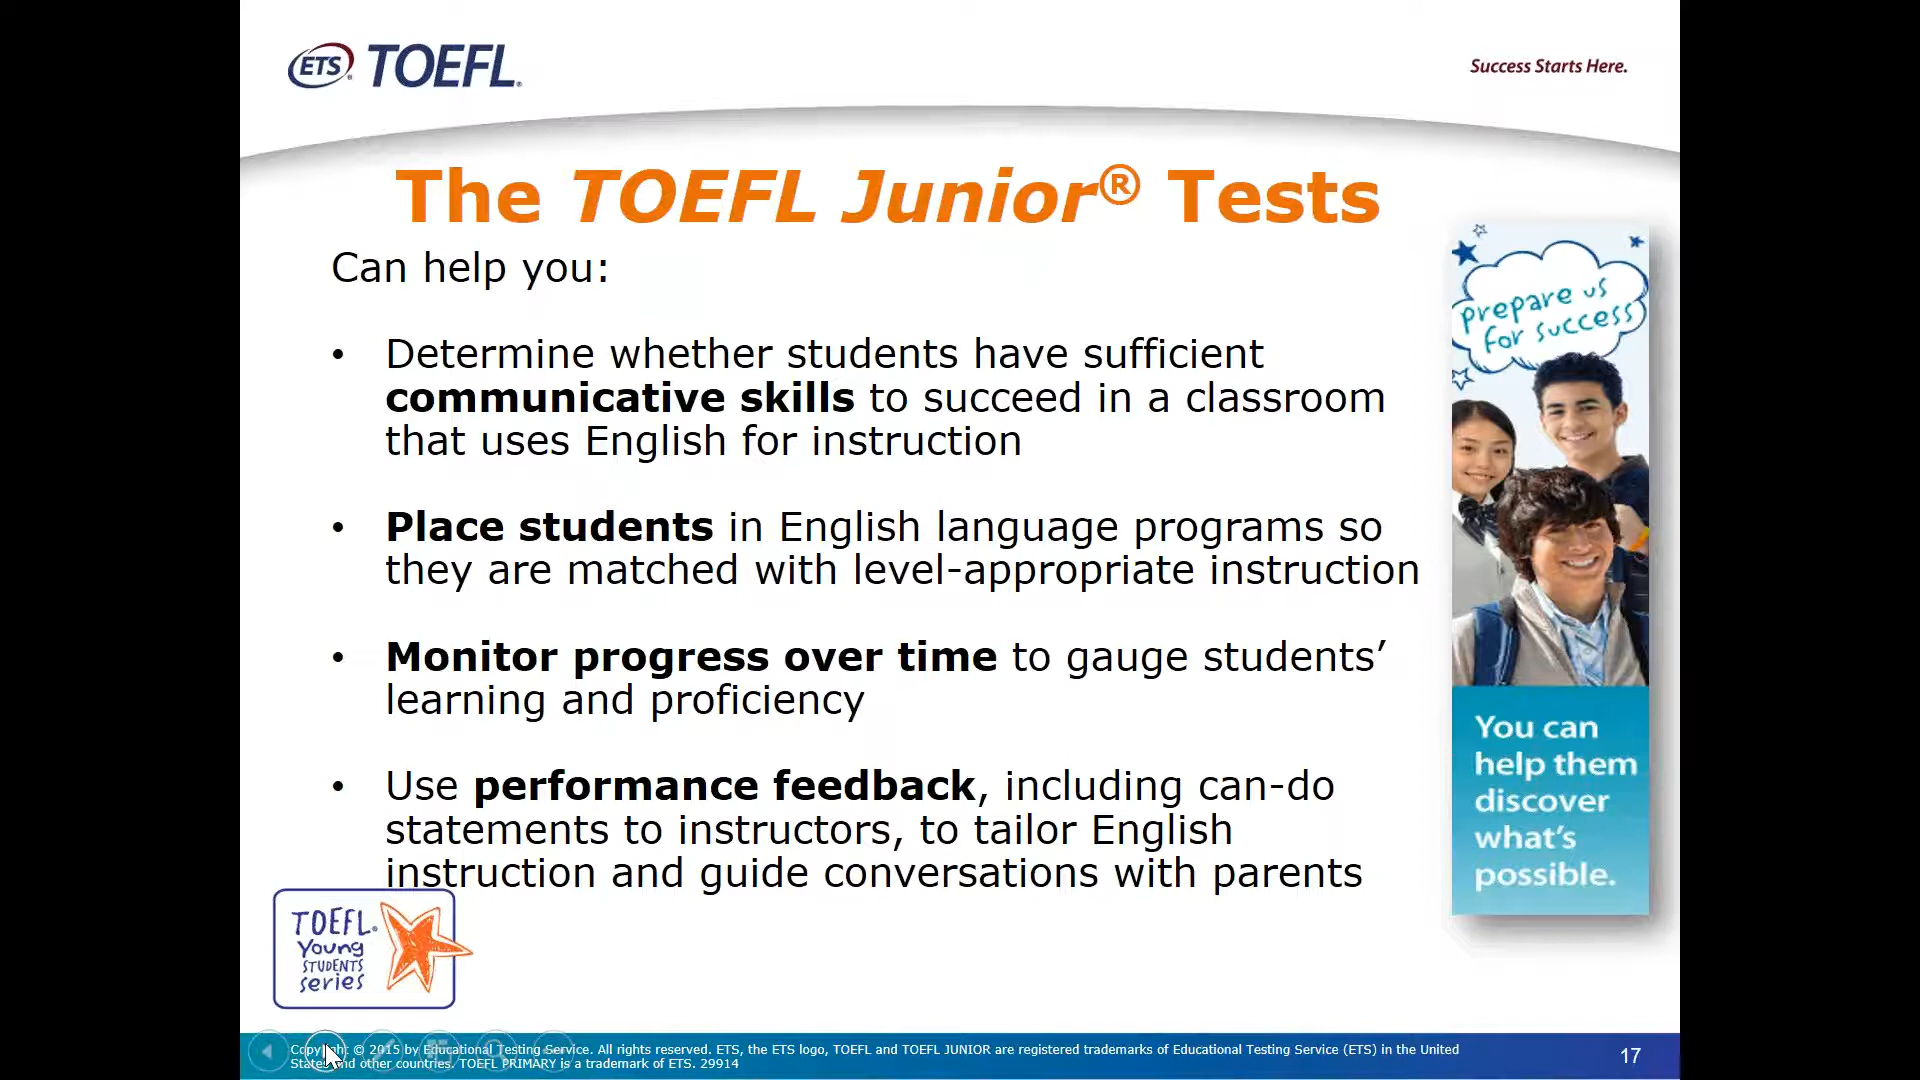 ETS® TOEFL®
Success Starts Here.
The TOEFL Junior® Tests
Can help you:
• Determine whether students have sufficient
communicative skills to succeed in a classroom
that uses English for instruction
• Place students in English language programs so
they are matched with level-appropriate instruction
• Monitor progress over time to gauge students’
learning and proficiency
• Use performance feedback, including can-do
statements to instructors, to tailor English
instruction and guide conversations with parents
prepare us
for success
You can
help them
discover
what’s
possible.
TOEFL®
Young
STUDENTS
series
Copyright © 2015 by Educational Testing Service. All rights reserved. ETS, the ETS logo, TOEFL and TOEFL JUNIOR are registered trademarks of Educational Testing Service (ETS) in the United
States and other countries. TOEFL PRIMARY is a trademark of ETS. 29914
17